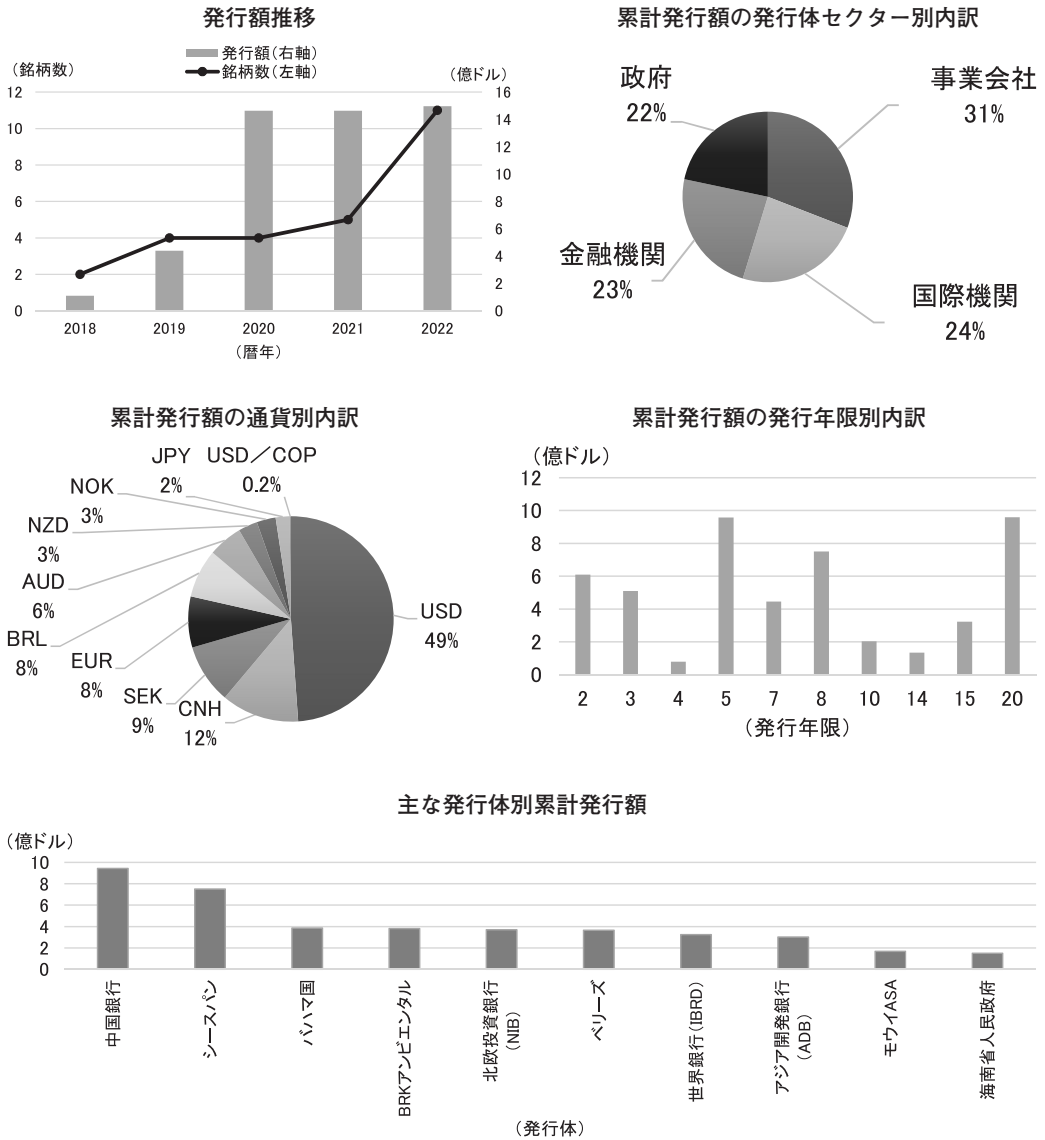 発行額推移
発行額（右軸）
銘柄数（左軸）
（銘柄数）
（億ドル）
12
10
8
6
4
2
0
16
14
12
10
8
6
4
2
0
2018 2019 2020 2021 2022
（暦年）
累計発行額の発行体セクター別内訳
政府
22%
事業会社
31%
金融機関
23%
国際機関
24%
累計発行額の通貨別内訳
JPY
2%
USD／COP
0.2%
NOK
3%
NZD
3%
AUD
6%
BRL
8%
EUR
8%
SEK
9%
CNH
12%
USD
49%
累計発行額の発行年限別内訳
（億ドル）
12
10
8
6
4
2
0
2 3 4 5 7 8 10 14 15 20
（発行年限）
主な発行体別累計発行額
（億ドル）
10
8
6
4
2
0
中国銀行
シースパン
バハマ国
BRKアンビエンタル
北欧投資銀行
（NIB）
ベリーズ
世界銀行（IBRD）
アジア開発銀行
（ADB）
モウイASA
海南省人民政府
（発行体）